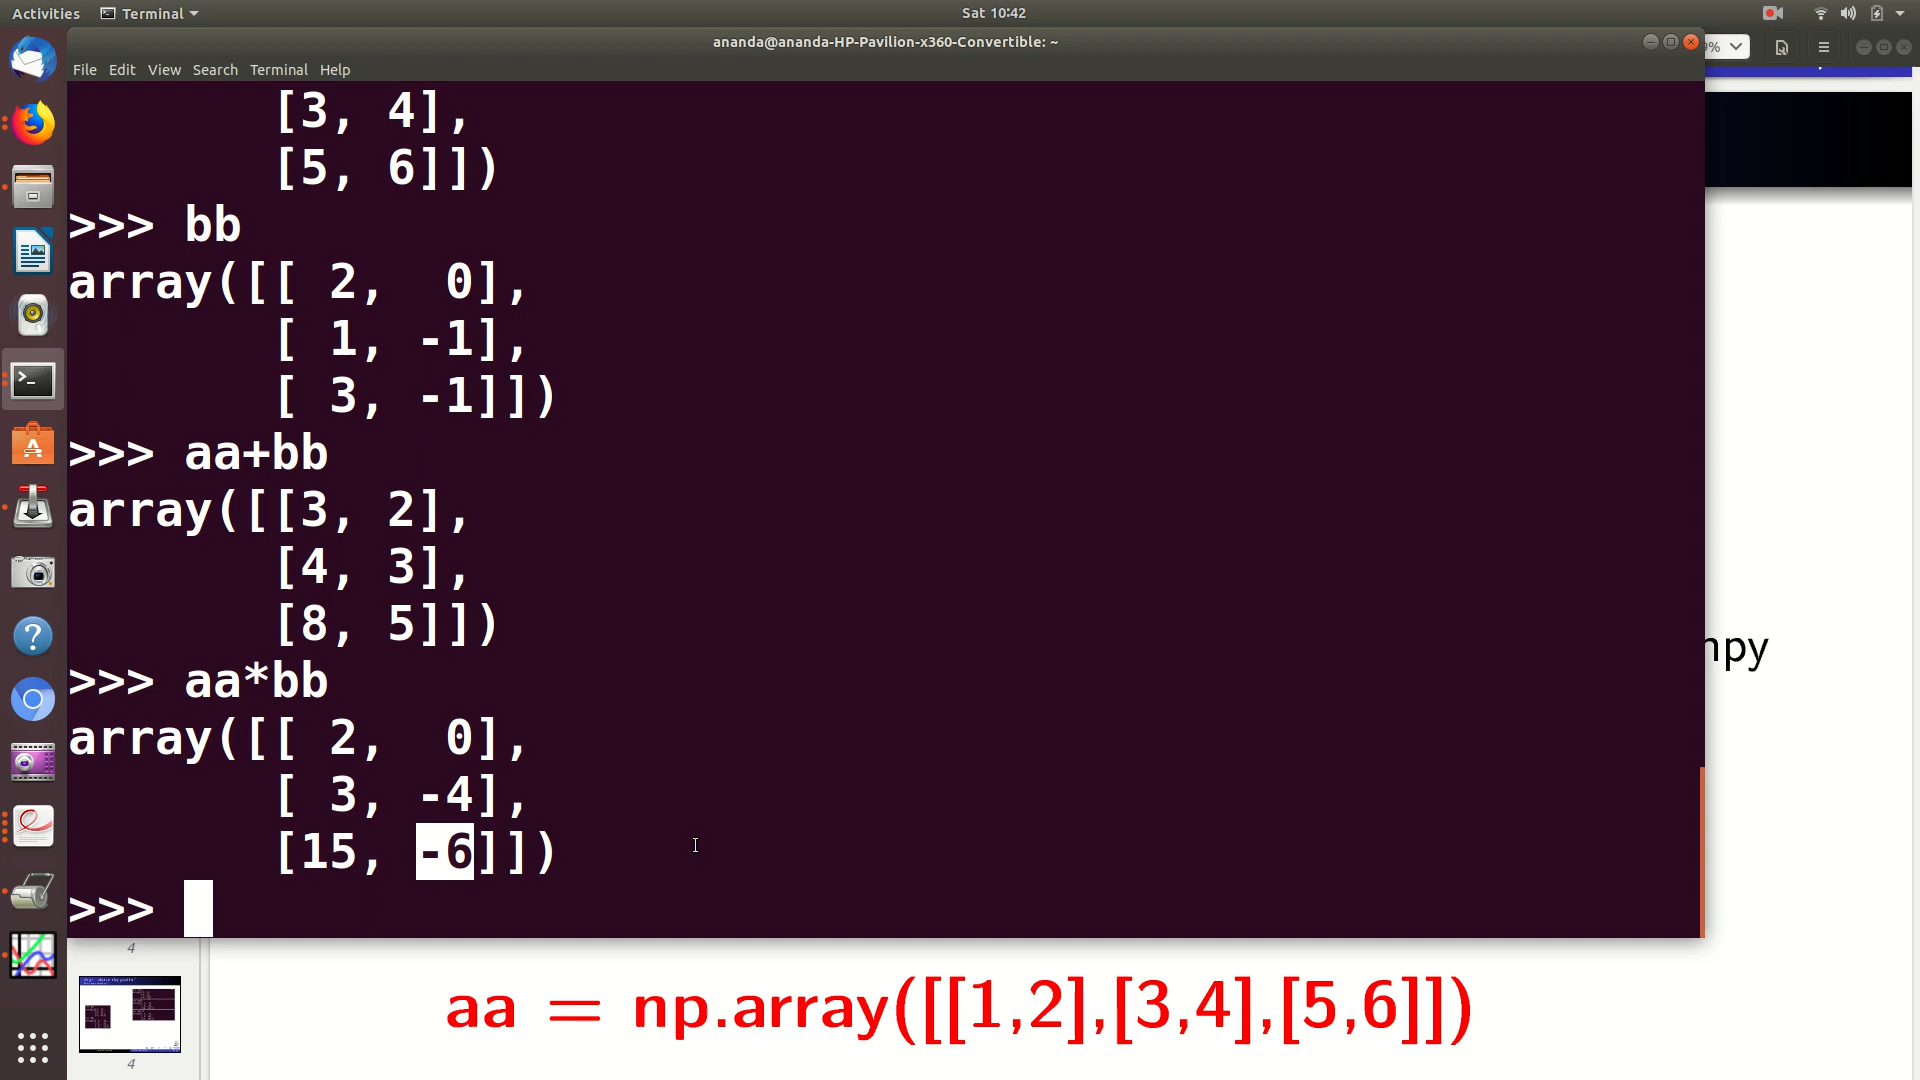 Activities Terminal Sat 10:42
ananda@ananda-HP-Pavilion-x360-Convertible: ~
File Edit View Search Terminal Help
[3, 4],
[5, 6]])
>>> bb
array([[ 2,  0],
[ 1, -1],
[ 3, -1]])
>>> aa+bb
array([[3, 2],
[4, 3],
[8, 5]])
>>> aa*bb
array([[ 2,  0],
[ 3, -4],
[15, -6]])
>>>
4
4
aa = np.array([[1,2],[3,4],[5,6]])